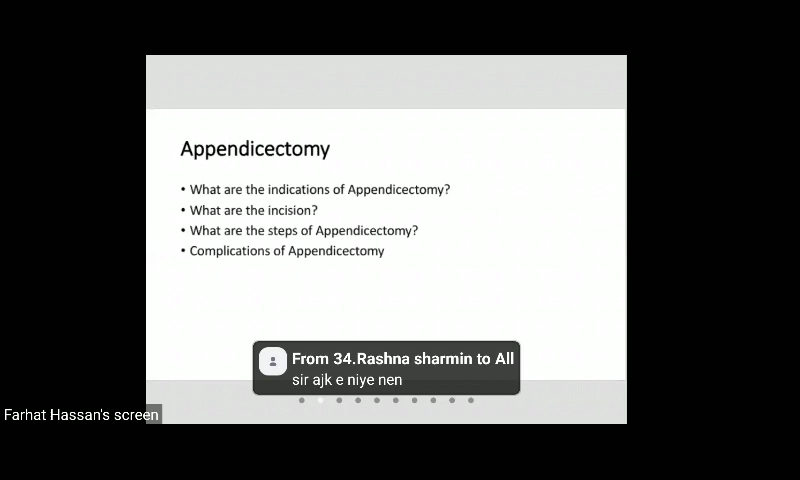 Appendicectomy
• What are the indications of Appendicectomy?
• What are the incision?
• What are the steps of Appendicectomy?
• Complications of Appendicectomy
From 34.Rashna sharmin to All
sir ajk e niye nen
Farhat Hassan's screen